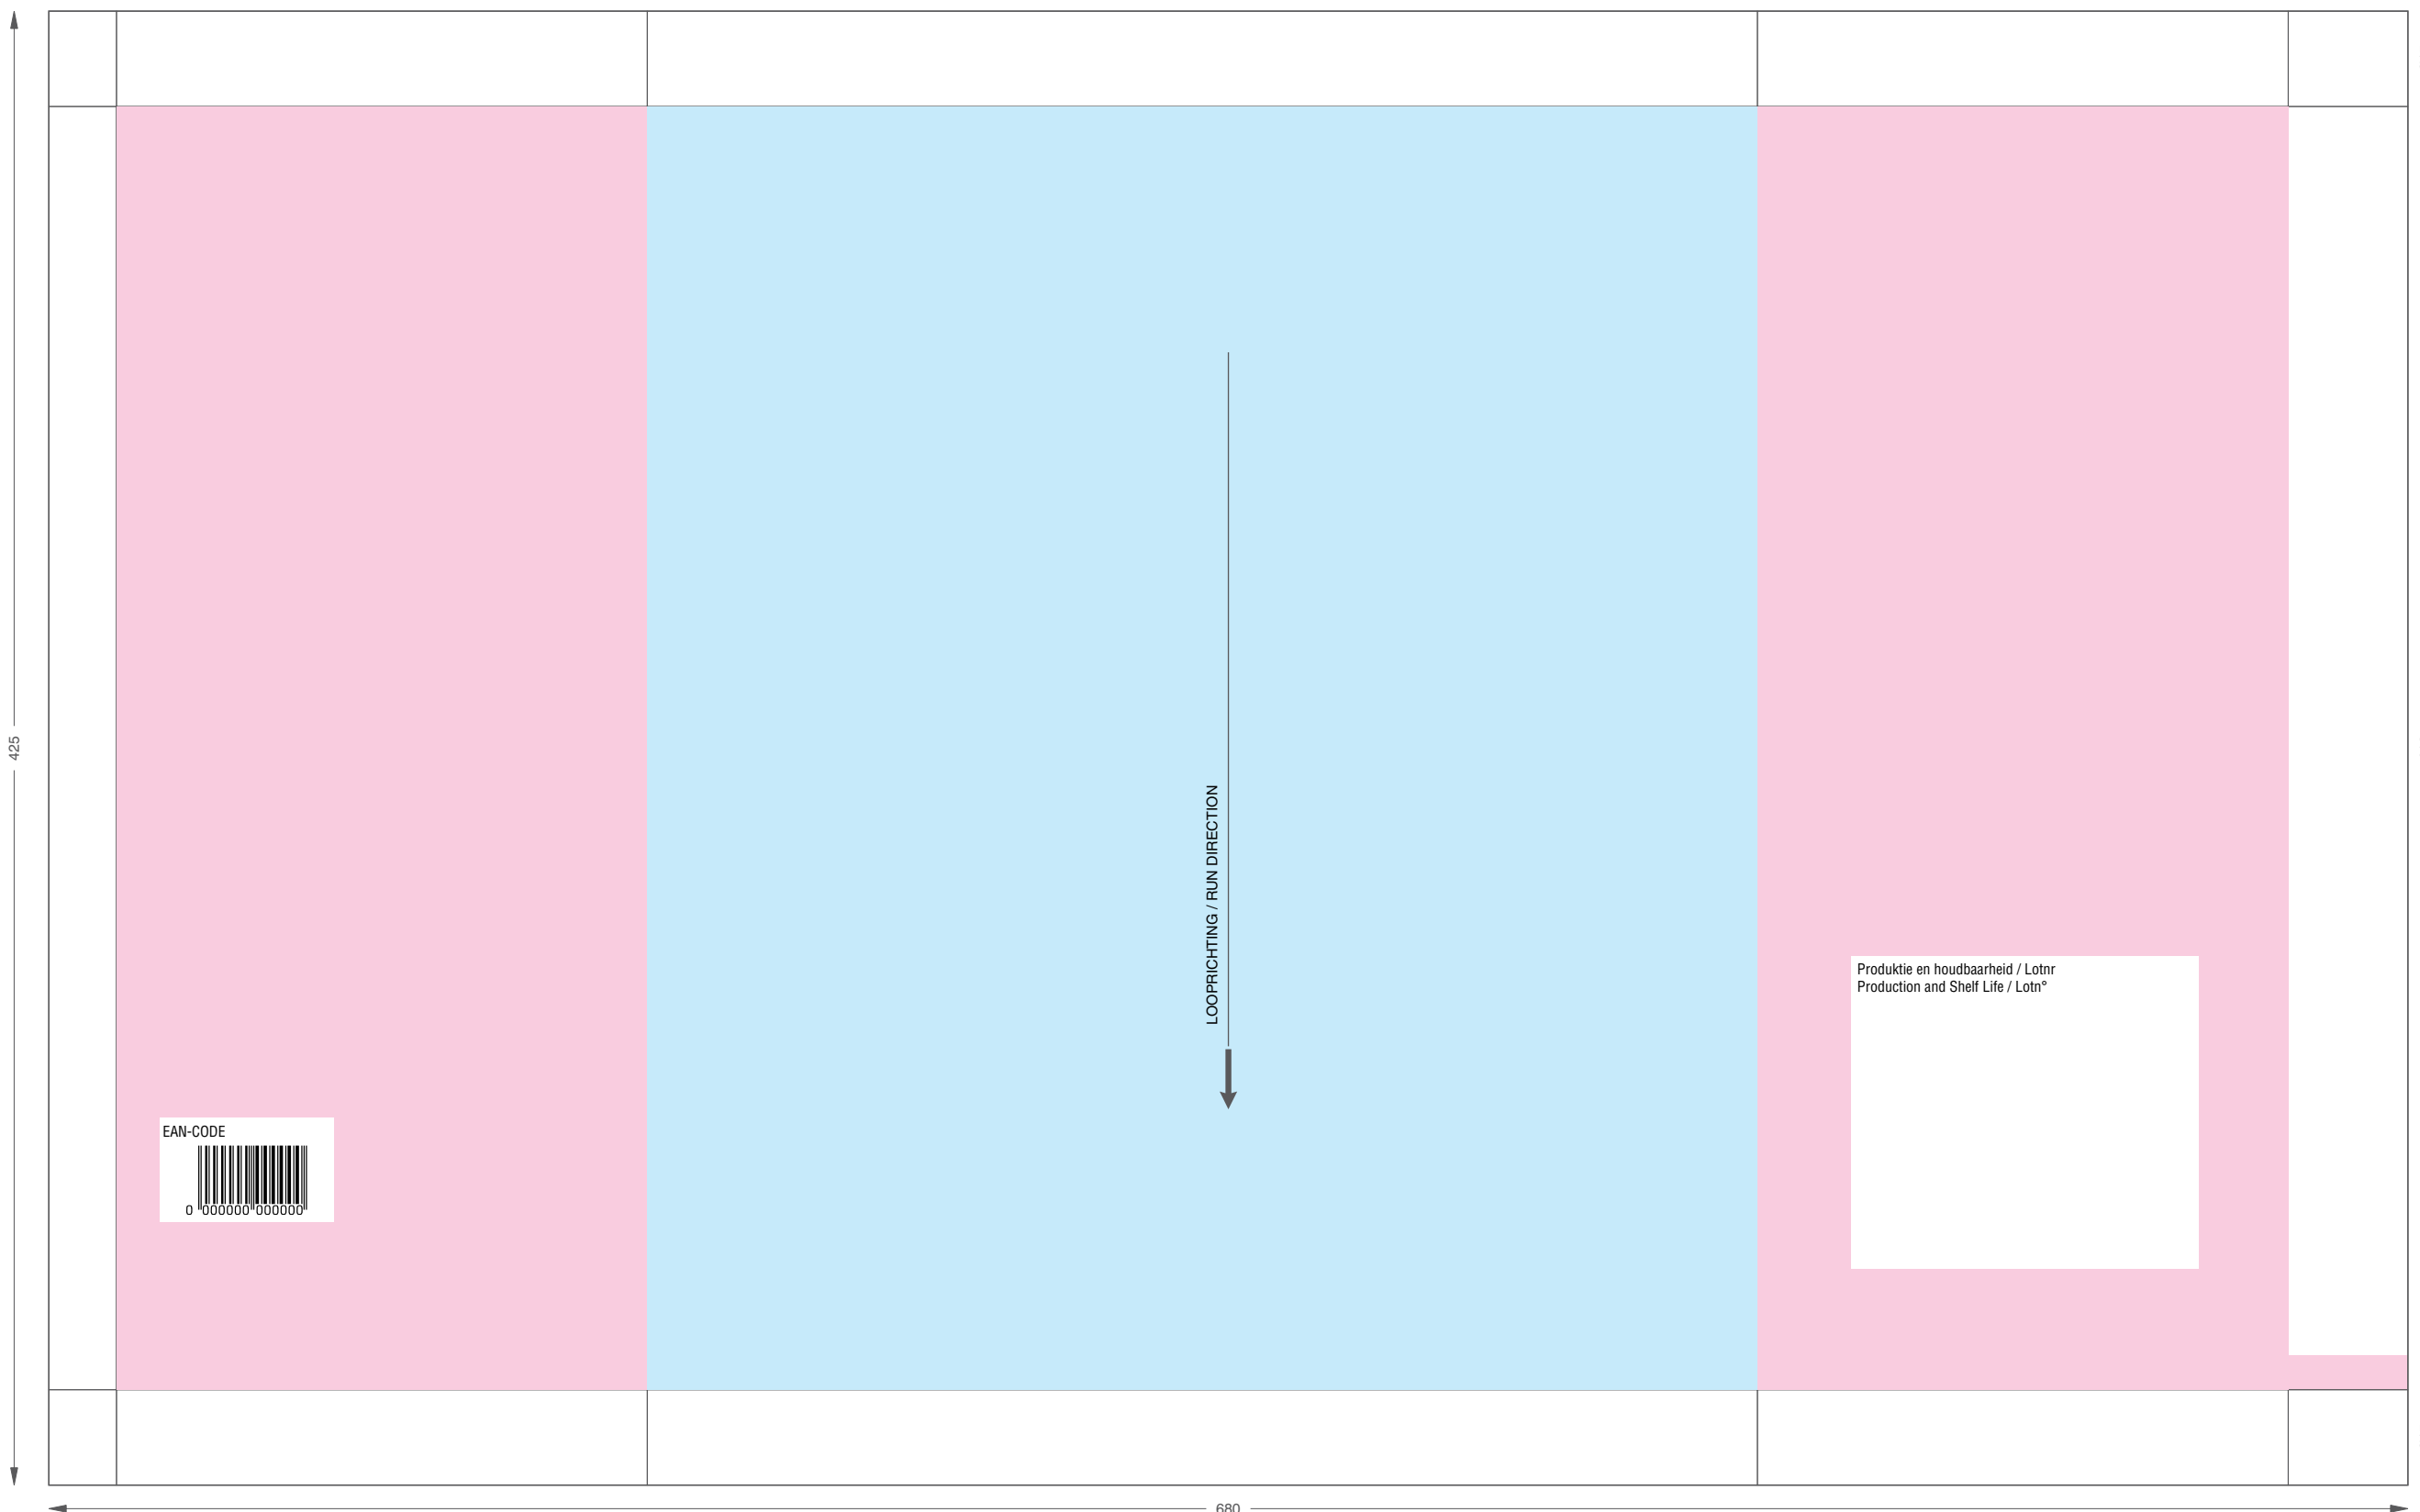 425
LOOPRICHTING / RUN DIRECTION
Produktie en houdbaarheid / Lotnr
Production and Shelf Life / Lotn°
EAN-CODE
0 000000 000000
680